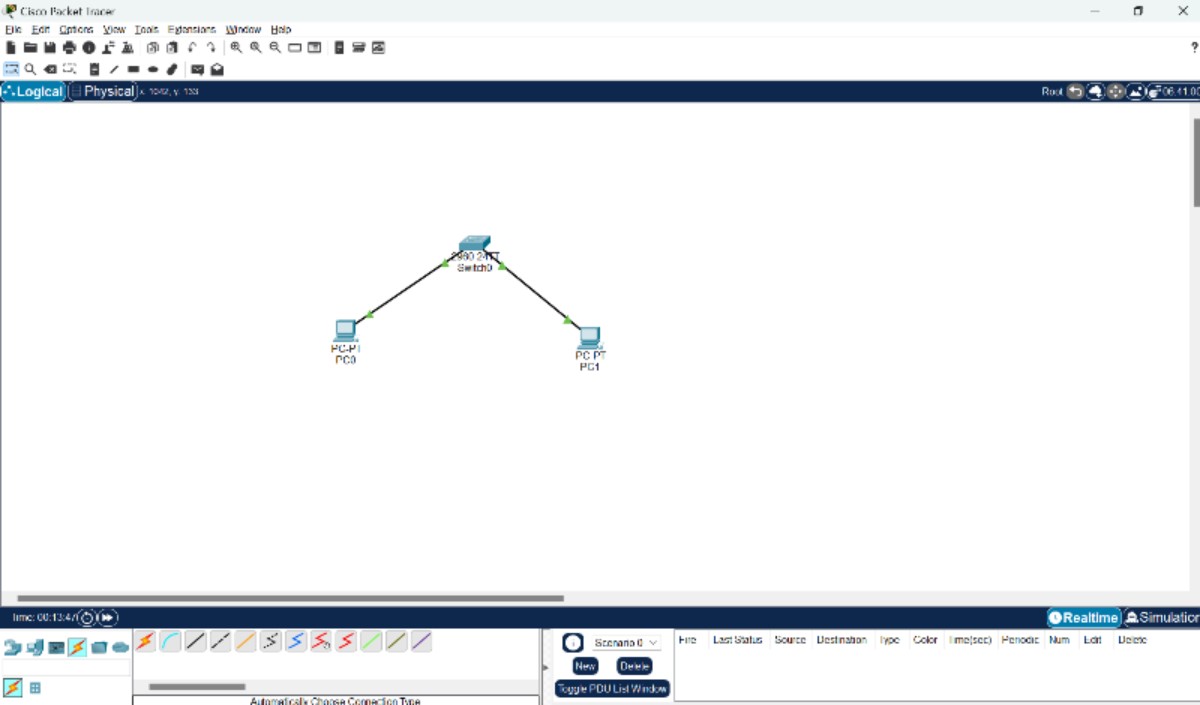 Cisco Packet Tracer
File Edit Options View Tools Extensions Window Help
?
Logical Physical x: 1042, y: 133 Root 06:41:00
2960 24TT
Switch0
PC-PT
PC0
PC PT
PC1
Time: 00:13:47 Realtime Simulation
Scenario 0
New Delete
Toggle PDU List Window
Fire Last Status Source Destination Type Color Time(sec) Periodic Num Edit Delete
Automatically Choose Connection Type